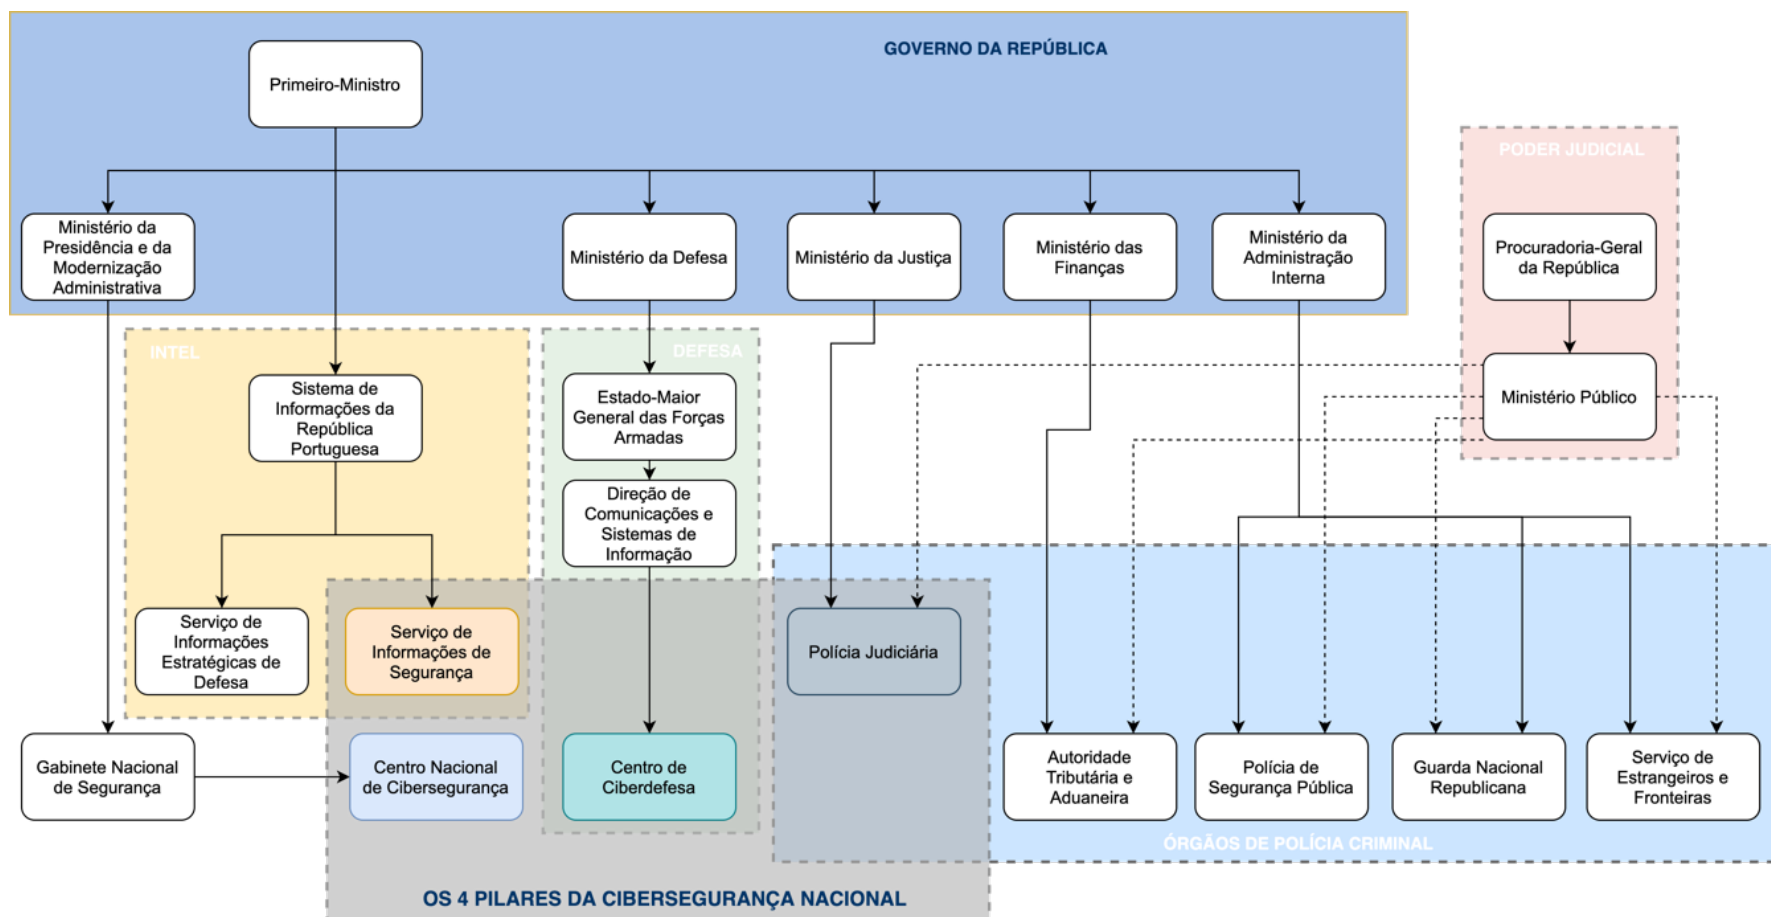 GOVERNO DA REPÚBLICA
Primeiro-Ministro
PODER JUDICIAL
Ministério da
Presidência e da
Modernização
Administrativa
Ministério da Defesa
Ministério da Justiça
Ministério das
Finanças
Ministério da
Administração
Interna
Procuradoria-Geral
da República
INTEL
DEFESA
Sistema de
Informações da
República
Portuguesa
Estado-Maior
General das Forças
Armadas
Ministério Público
Direção de
Comunicações e
Sistemas de
Informação
Serviço de
Informações
Estratégicas de
Defesa
Serviço de
Informações de
Segurança
Polícia Judiciária
Gabinete Nacional
de Segurança
Centro Nacional
de Cibersegurança
Centro de
Ciberdefesa
Autoridade
Tributária e
Aduaneira
Polícia de
Segurança Pública
Guarda Nacional
Republicana
Serviço de
Estrangeiros e
Fronteiras
ÓRGÃOS DE POLÍCIA CRIMINAL
OS 4 PILARES DA CIBERSEGURANÇA NACIONAL